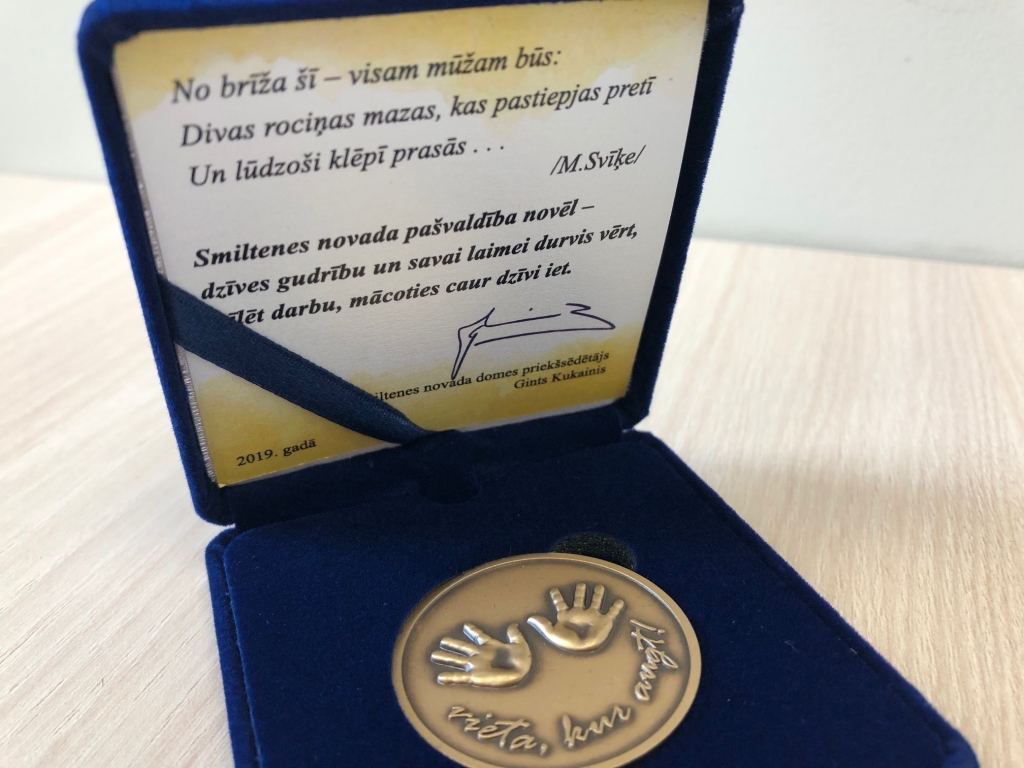 No brīža šī – visam mūžam būs:
Divas rociņas mazas, kas pastiepjas pretī
Un lūdzoši klēpī prasās . . .
/M.Svīķe/
Smiltenes novada pašvaldība novēl –
dzīves gudrību un savai laimei durvis vērt,
darbu, mācoties caur dzīvi iet.
novada domes priekšsēdētājs
Gints Kukainis
2019. gadā
vieta, kur augt!